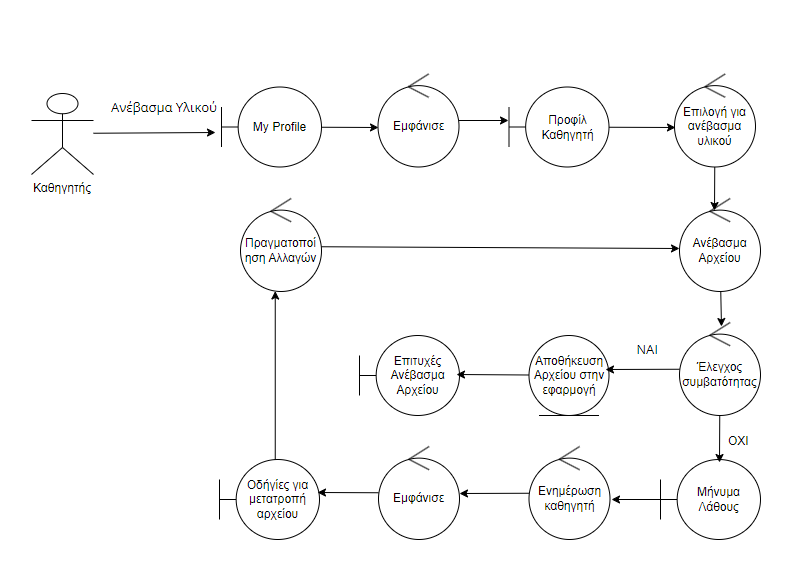 Ανέβασμα Υλικού
Καθηγητής
My Profile
Εμφάνισε
Προφίλ
Καθηγητή
Επιλογή για
ανέβασμα
υλικού
Πραγματοποί
ηση Αλλαγών
Ανέβασμα
Αρχείου
Επιτυχές
Ανέβασμα
Αρχείου
Αποθήκευση
Αρχείου στην
εφαρμογή
ΝΑΙ
Έλεγχος
συμβατότητας
ΟΧΙ
Οδήγίες για
μετατροπή
αρχείου
Εμφάνισε
Ενημέρωση
καθηγητή
Μήνυμα
Λάθους